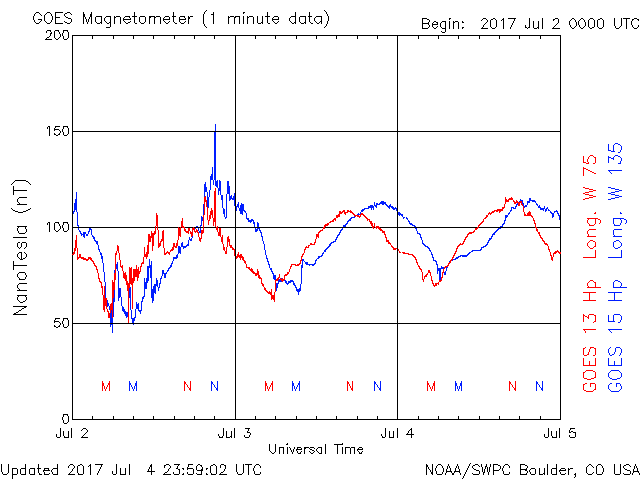 GOES Magnetometer (1 minute data)
Begin: 2017 Jul 2 0000 UTC
200
150
100
50
0
NanoTesla (nT)
M M N N M M N N M M N N
Jul 2 Jul 3 Jul 4 Jul 5
Universal Time
GOES 13 Hp Long. W 75
GOES 15 Hp Long. W 135
Updated 2017 Jul 4 23:59:02 UTC
NOAA/SWPC Boulder, CO USA